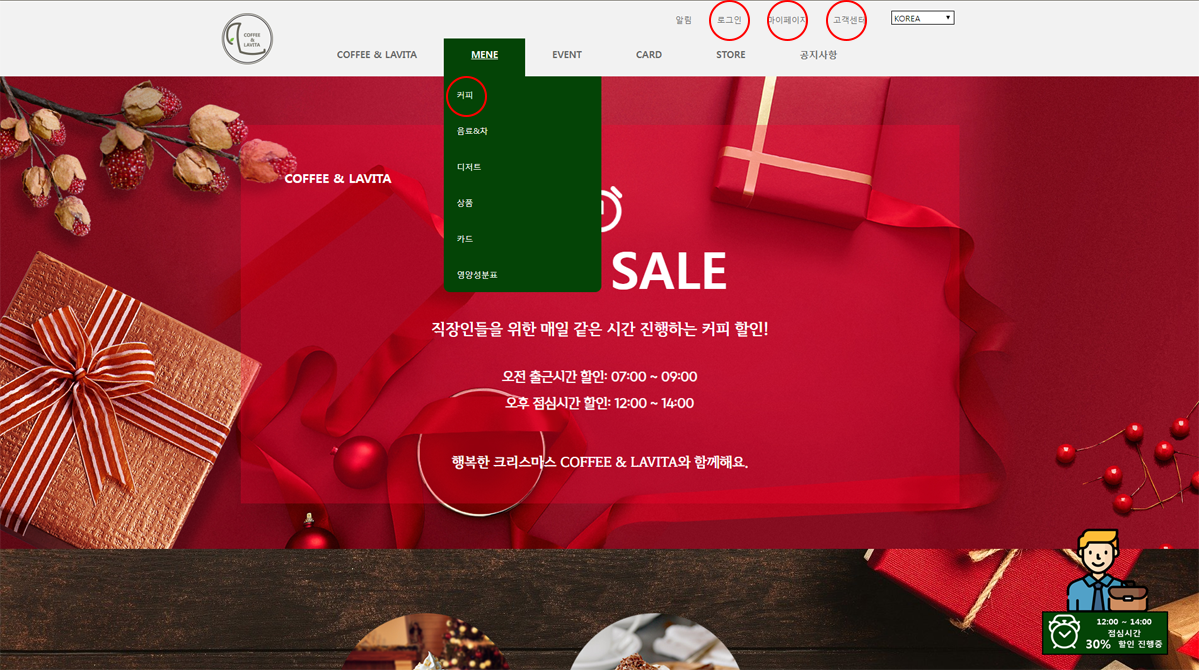 COFFEE
&
LAVITA
알림 로그인 마이페이지 고객센터 KOREA
COFFEE & LAVITA MENE EVENT CARD STORE 공지사항
커피
음료&차
디저트
상품
카드
영양성분표
COFFEE & LAVITA
SALE
직장인들을 위한 매일 같은 시간 진행하는 커피 할인!
오전 출근시간 할인: 07:00 ~ 09:00
오후 점심시간 할인: 12:00 ~ 14:00
행복한 크리스마스 COFFEE & LAVITA와 함께해요.
12:00 ~ 14:00
점심시간
30% 할인 진행중